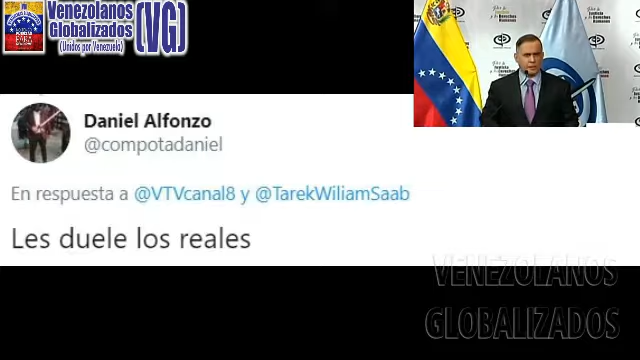 Venezolanos
Globalizados
(Unidos por Venezuela)
(VG)
Daniel Alfonzo
@compotadaniel
En respuesta a @VTVcanal8 y @TarekWiliamSaab
Les duele los reales
VENEZOLANOS
GLOBALIZADOS